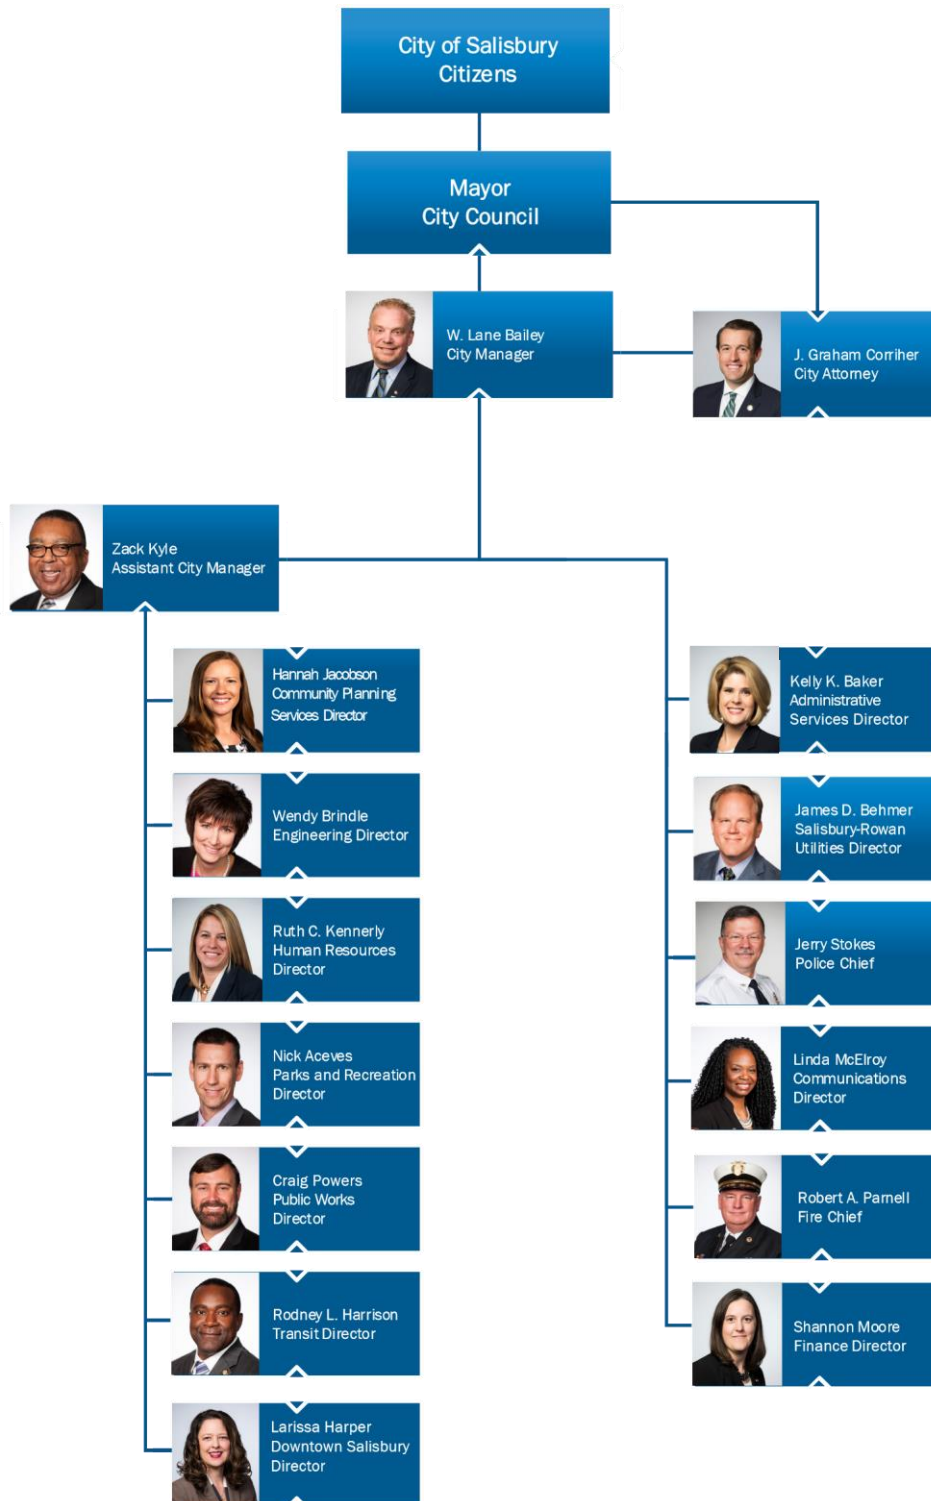 City of Salisbury
Citizens
Mayor
City Council
W. Lane Bailey
City Manager
J. Graham Corriher
City Attorney
Zack Kyle
Assistant City Manager
Hannah Jacobson
Community Planning
Services Director
Wendy Brindle
Engineering Director
Ruth C. Kennerly
Human Resources
Director
Nick Aceves
Parks and Recreation
Director
Craig Powers
Public Works
Director
Rodney L. Harrison
Transit Director
Larissa Harper
Downtown Salisbury
Director
Kelly K. Baker
Administrative
Services Director
James D. Behmer
Salisbury-Rowan
Utilities Director
Jerry Stokes
Police Chief
Linda McElroy
Communications
Director
Robert A. Parnell
Fire Chief
Shannon Moore
Finance Director